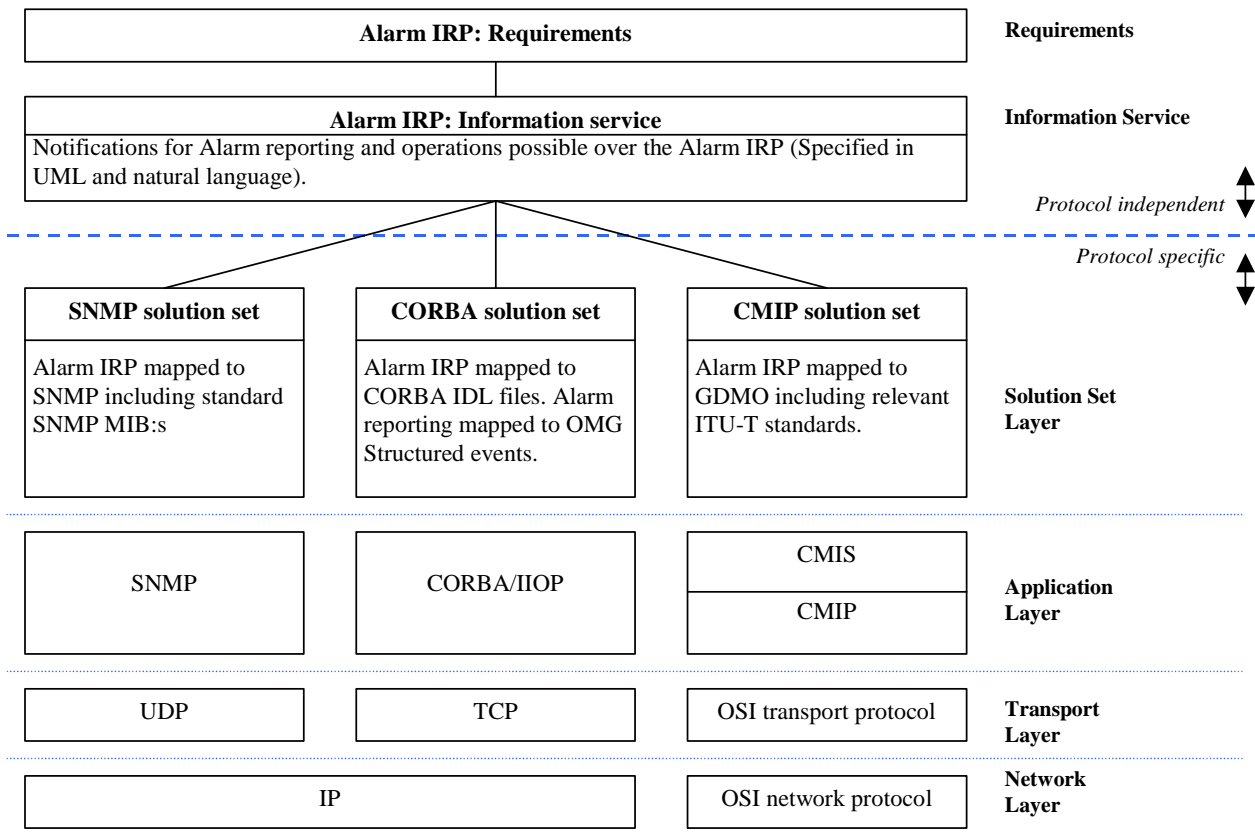 Alarm IRP: Requirements
Requirements
Alarm IRP: Information service
Information Service
Notifications for Alarm reporting and operations possible over the Alarm IRP (Specified in
UML and natural language).
Protocol independent
Protocol specific
SNMP solution set
Alarm IRP mapped to
SNMP including standard
SNMP MIB:s
CORBA solution set
Alarm IRP mapped to
CORBA IDL files. Alarm
reporting mapped to OMG
Structured events.
CMIP solution set
Alarm IRP mapped to
GDMO including relevant
ITU-T standards.
Solution Set
Layer
SNMP
CORBA/IIOP
CMIS
CMIP
Application
Layer
UDP
TCP
OSI transport protocol
Transport
Layer
IP
OSI network protocol
Network
Layer